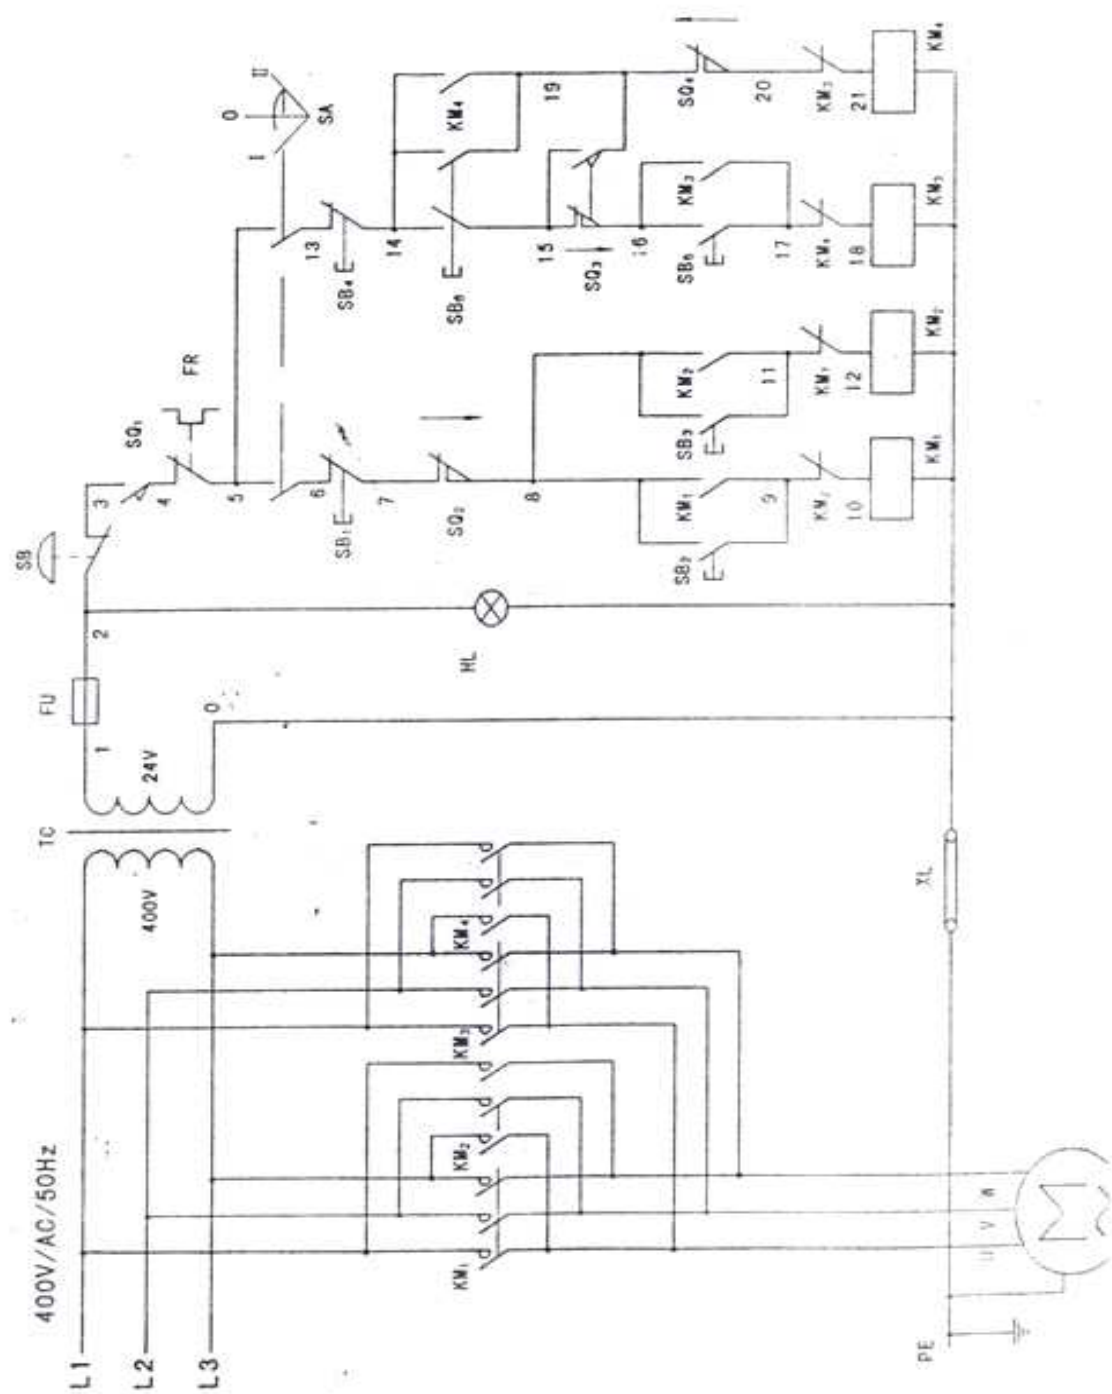 400V/AC/50Hz
L1
L2
L3
400V
TC
24V
1
FU
2
0
SB
3
SQ₁
4
FR
5
1
0
II
SA
6
SB₁
7
SQ₂
8
13
SB₄
14
SB₅
KM₄
15
SQ₃
16
19
SQ₄
20
KM₁
KM₂
KM₃
KM₄
HL
SB₂
KM₁
9
KM₂
10
KM₁
SB₃
KM₂
11
KM₁
12
KM₂
SB₆
KM₃
17
KM₄
18
KM₃
KM₃
21
KM₄
XL
PE
U
V
W
M